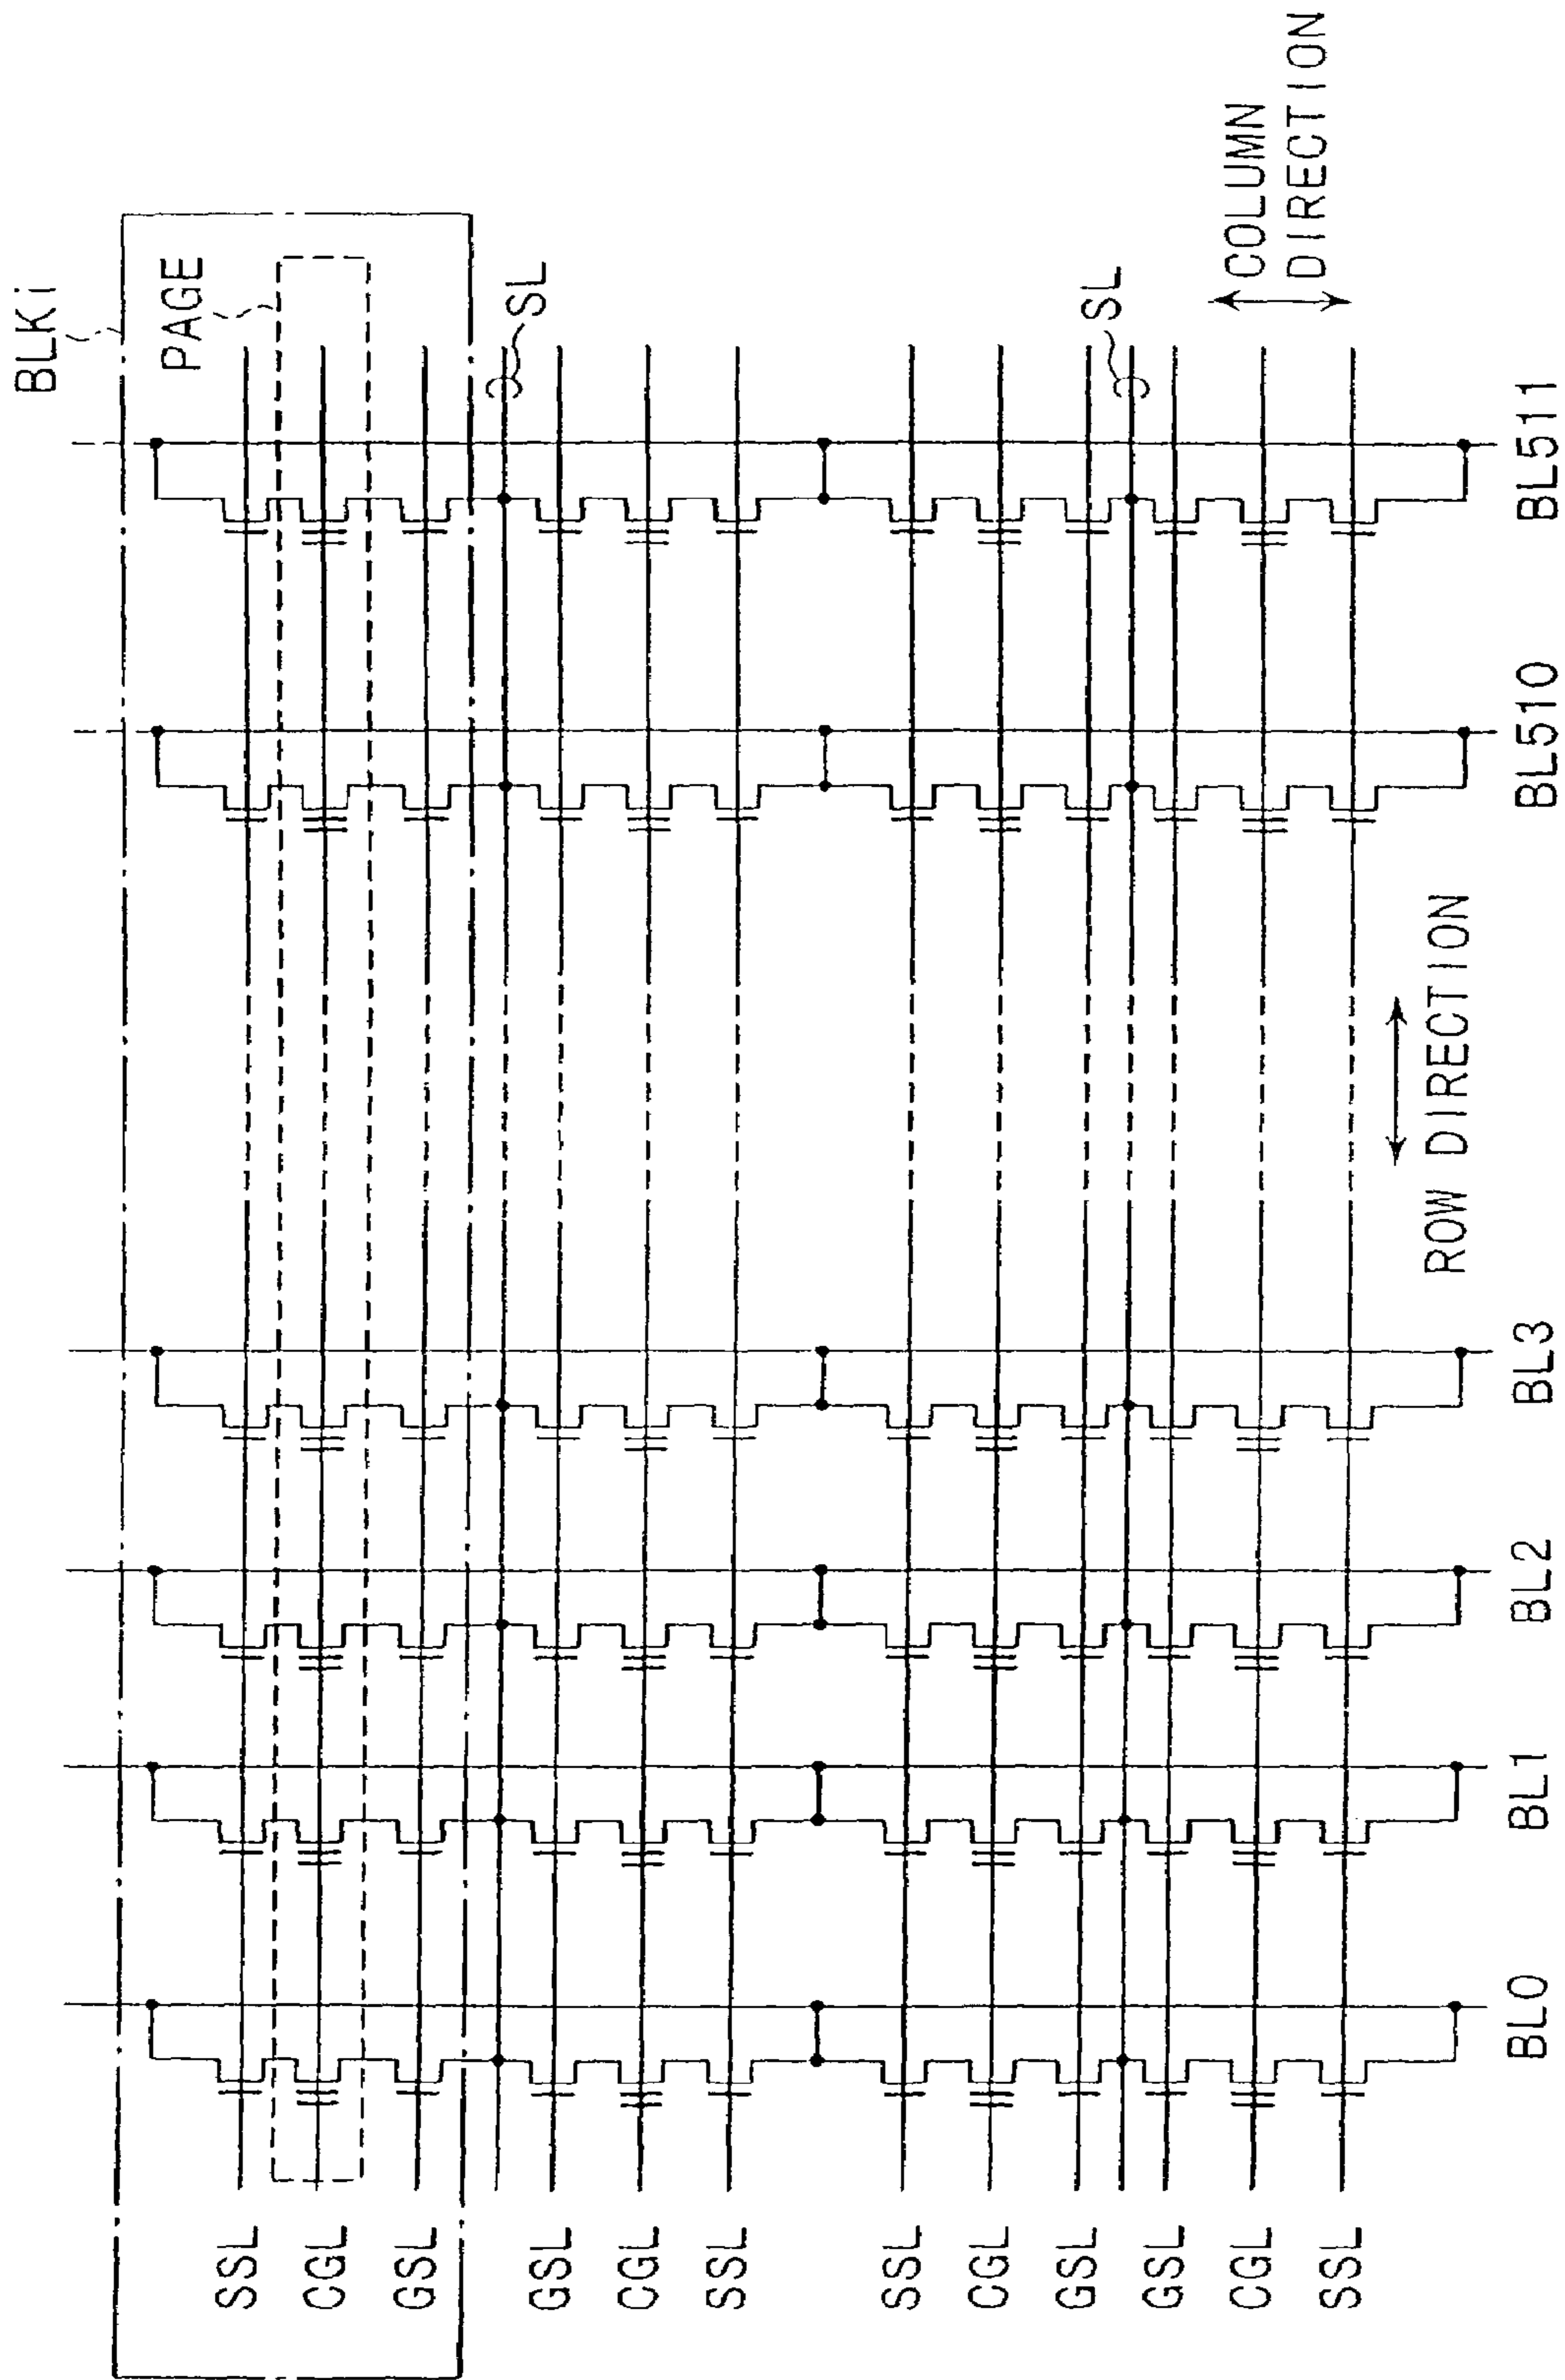 BLKi
PAGE
SSL
CGL
GSL
SL
GSL
CGL
SSL
SSL
CGL
GSL
SL
GSL
CGL
SSL
COLUMN
DIRECTION
ROW DIRECTION
BL0
BL1
BL2
BL3
BL510
BL511